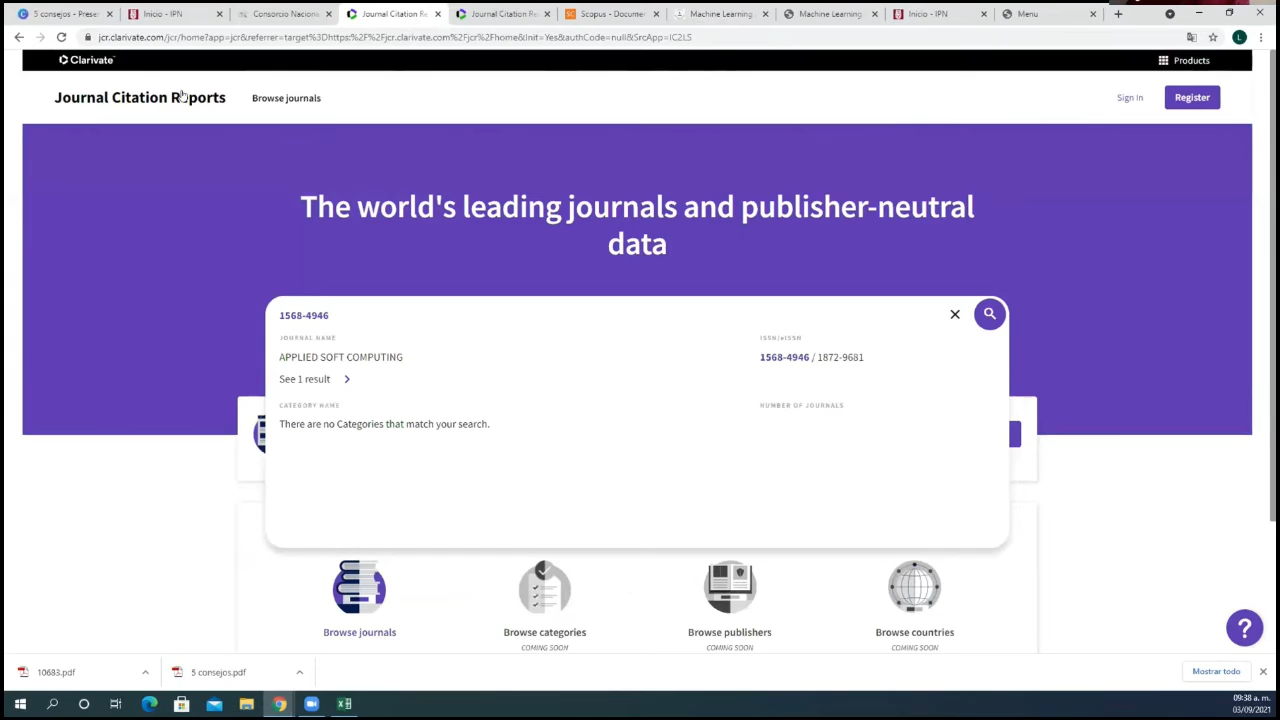 5 consejos - Prese
Inicio - IPN
Consorcio Nacion
Journal Citation Re
Journal Citation Re
Scopus - Docume
Machine Learning
Machine Learning
Inicio - IPN
Menu
jcr.clarivate.com/jcr/home?app=jcr&referrer=target%3Dhttps:%2F%2Fjcr.clarivate.com%2Fjcr%2Fhome&Init=Yes&authCode=null&SrcApp=IC2LS
L
Clarivate
Products
Journal Citation Reports
Browse journals
Sign In
Register
The world's leading journals and publisher-neutral
data
1568-4946
JOURNAL NAME
ISSN/eISSN
APPLIED SOFT COMPUTING
1568-4946 / 1872-9681
See 1 result
CATEGORY NAME
NUMBER OF JOURNALS
There are no Categories that match your search.
Browse journals
Browse categories
Browse publishers
Browse countries
COMING SOON
COMING SOON
COMING SOON
?
10683.pdf
5 consejos.pdf
Mostrar todo
09:38 a. m.
03/09/2021